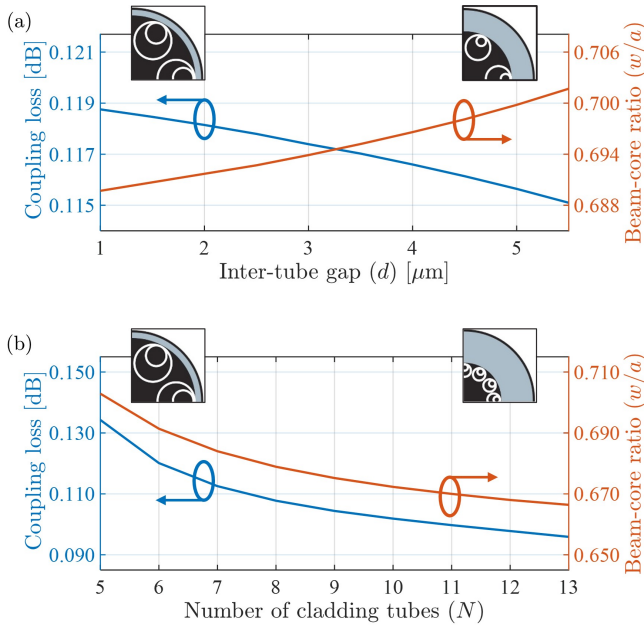 (a)
0.121
0.119
0.117
0.115
Coupling loss [dB]
0.706
0.700
0.694
0.688
Beam-core ratio (w/a)
1 2 3 4 5
Inter-tube gap (d) [μm]
(b)
0.150
0.130
0.110
0.090
Coupling loss [dB]
0.710
0.690
0.670
0.650
Beam-core ratio (w/a)
5 6 7 8 9 10 11 12 13
Number of cladding tubes (N)